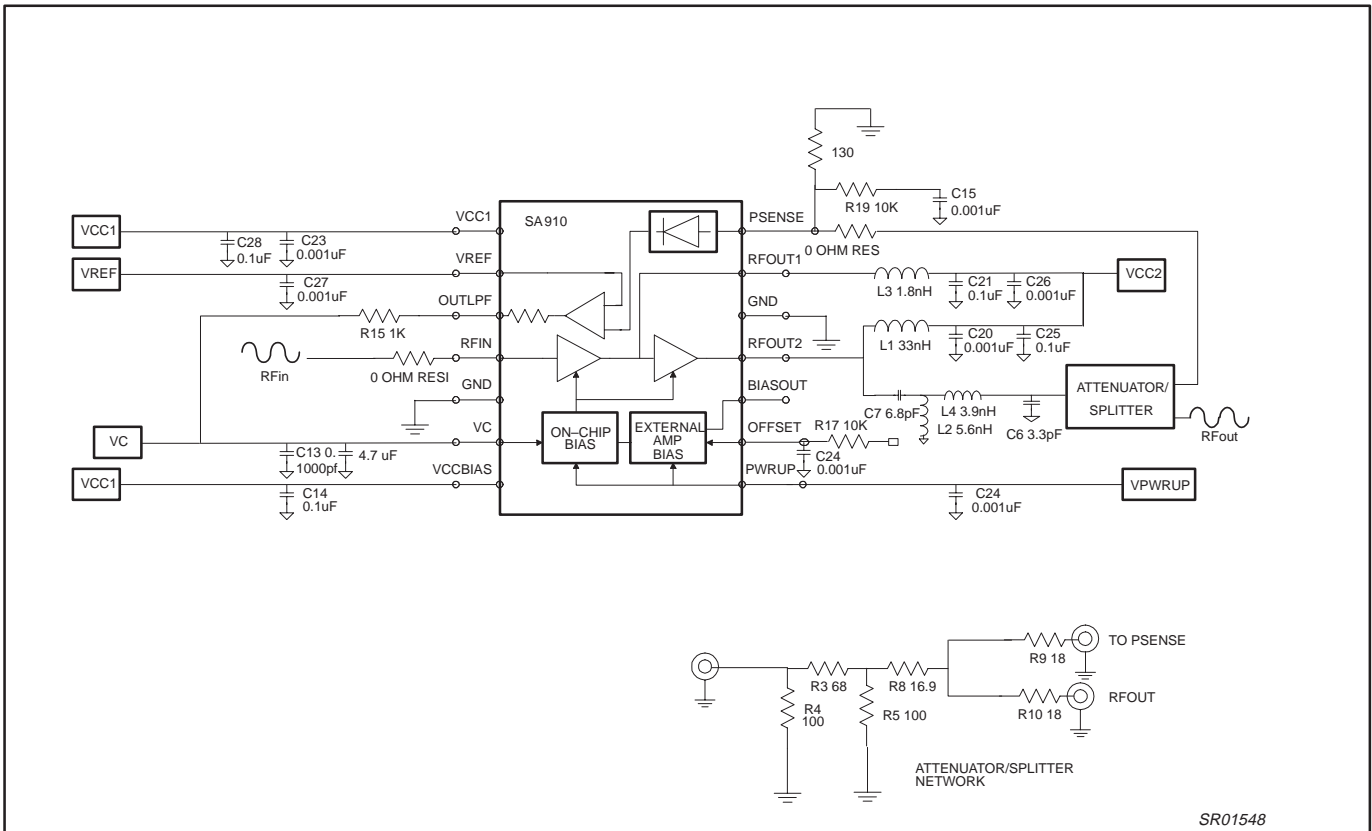 130
C15
R19 10K
0.001uF
VCC1
SA910
PSENSE
VCC1
C28
0.1uF
C23
0.001uF
0 OHM RES
VREF
RFOUT1
VREF
C27
0.001uF
L3 1.8nH
C21
0.1uF
C26
0.001uF
VCC2
OUTLPF
GND
R15 1K
L1 33nH
C20
0.001uF
C25
0.1uF
RFIN
RFOUT2
RFin
0 OHM RESI
GND
BIASOUT
ATTENUATOR/
SPLITTER
C7 6.8pF
L4 3.9nH
L2 5.6nH
C6 3.3pF
RFout
VC
VC
ON–CHIP
BIAS
EXTERNAL
AMP
BIAS
OFFSET
R17 10K
C13 0.
1000pf
4.7 uF
C24
0.001uF
VCCBIAS
PWRUP
VCC1
C14
0.1uF
C24
0.001uF
VPWRUP
TO PSENSE
R9 18
R3 68
R8 16.9
RFOUT
R4
100
R5 100
R10 18
ATTENUATOR/SPLITTER
NETWORK
SR01548